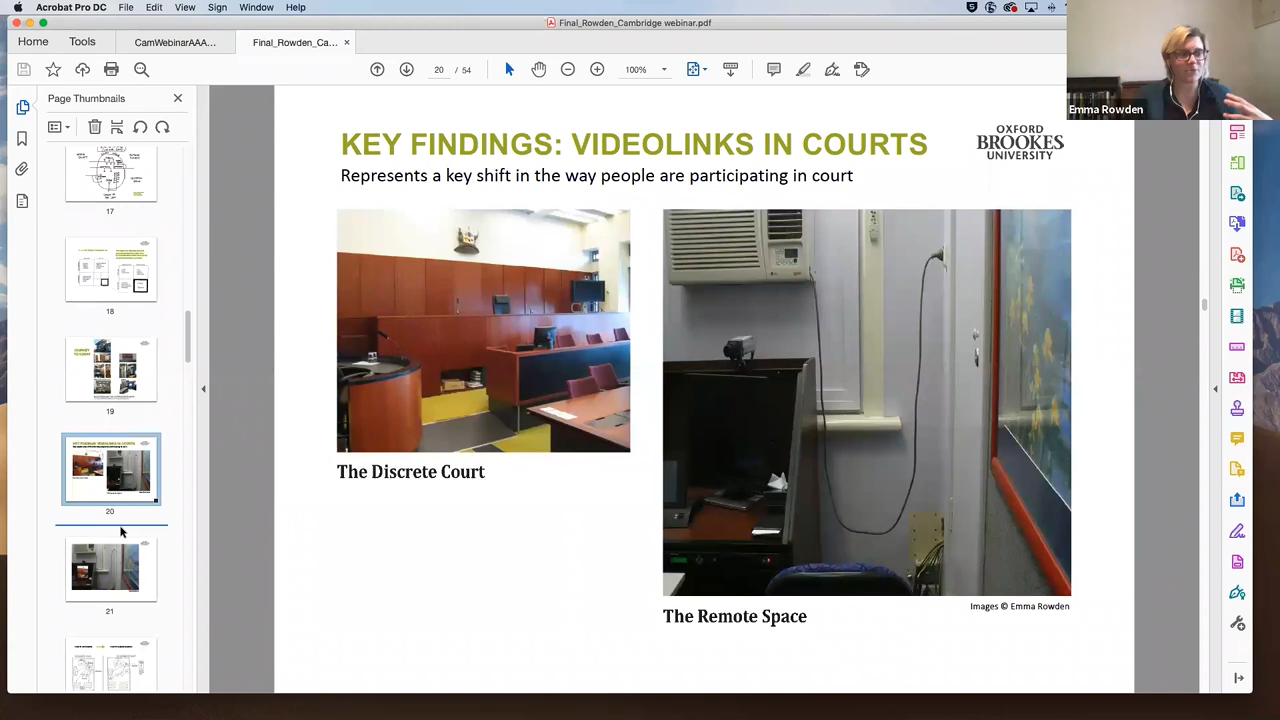 Acrobat Pro DC File Edit View Sign Window Help
Final_Rowden_Cambridge webinar.pdf
Home Tools CamWebinarAAA... Final_Rowden_Ca... ×
20 / 54 100%
Emma Rowden
Page Thumbnails
17
18
19
20
21
KEY FINDINGS: VIDEOLINKS IN COURTS
Represents a key shift in the way people are participating in court
OXFORD
BROOKES
UNIVERSITY
The Discrete Court
The Remote Space
Images © Emma Rowden